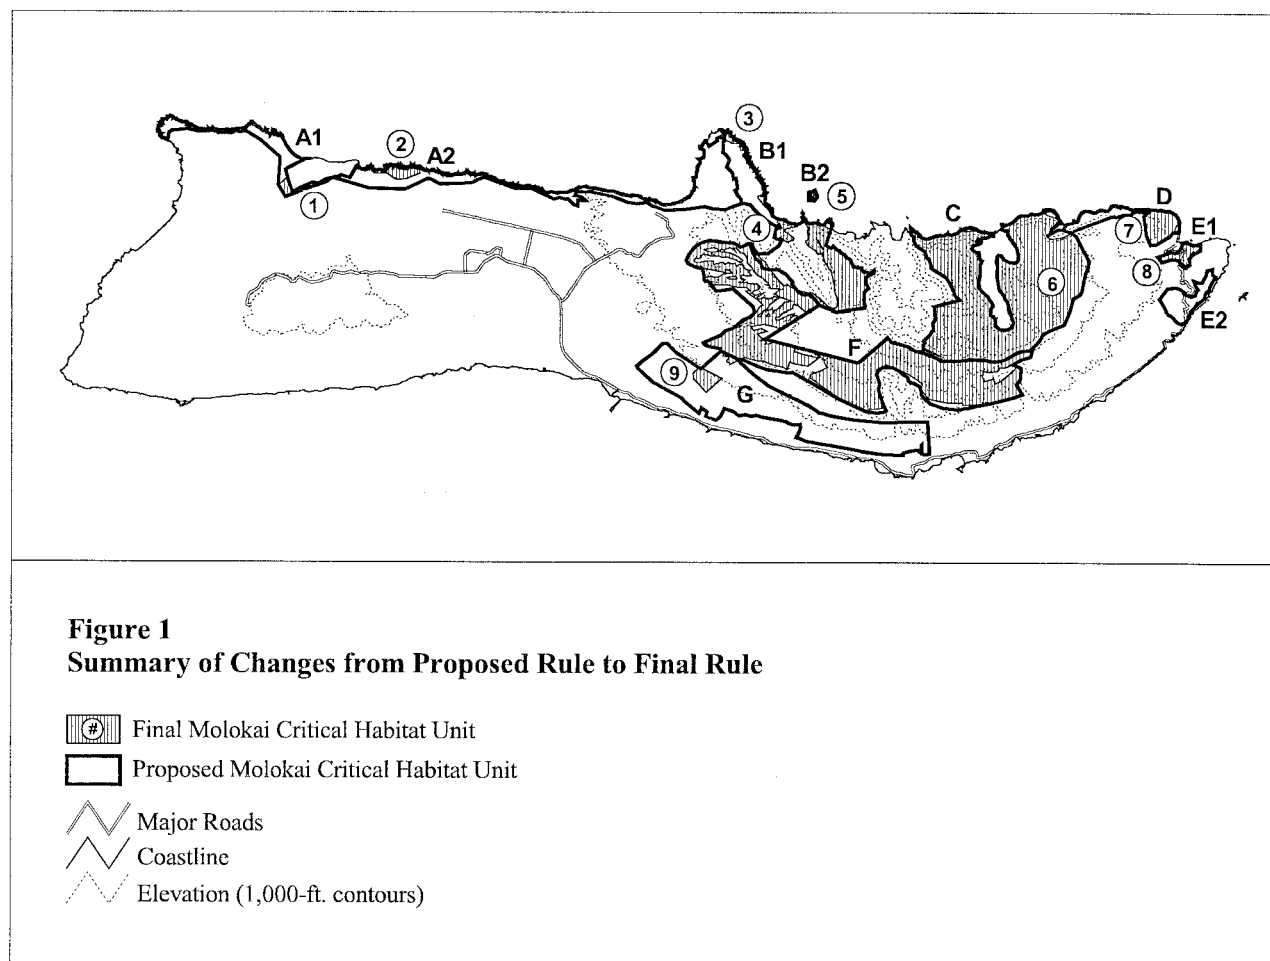 3
A1
2
A2
B1
B2
5
1
C
D
7
E1
4
8
6
E2
F
9
G
Figure 1
Summary of Changes from Proposed Rule to Final Rule
# Final Molokai Critical Habitat Unit
Proposed Molokai Critical Habitat Unit
Major Roads
Coastline
Elevation (1,000-ft. contours)